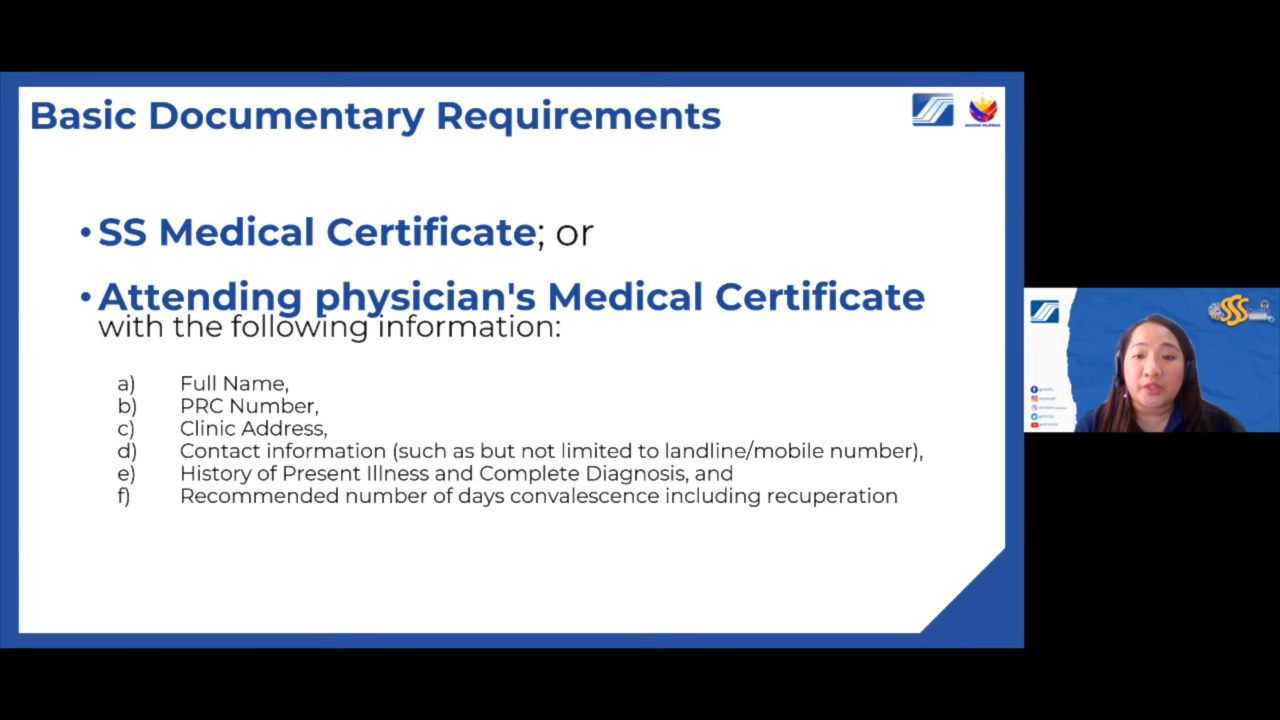 Basic Documentary Requirements
• SS Medical Certificate; or
• Attending physician's Medical Certificate
with the following information:
a) Full Name,
b) PRC Number,
c) Clinic Address,
d) Contact information (such as but not limited to landline/mobile number),
e) History of Present Illness and Complete Diagnosis, and
f) Recommended number of days convalescence including recuperation
SSS